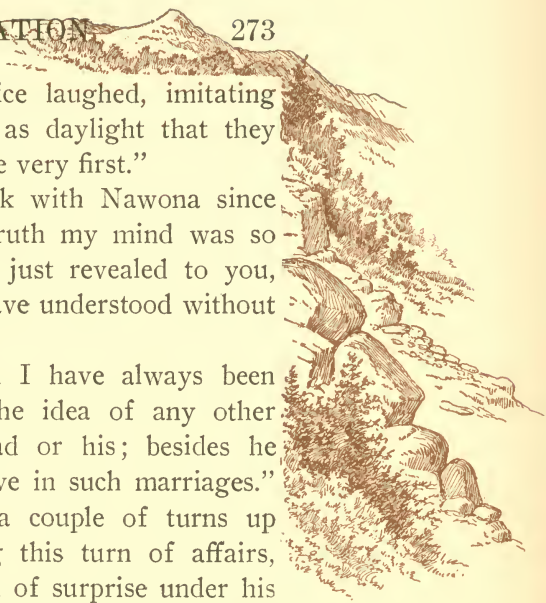 ATION. 273
ice laughed, imitating
as daylight that they
e very first."
k with Nawona since
ruth my mind was so
just revealed to you,
ave understood without
I have always been
he idea of any other
ad or his; besides he
ve in such marriages."
a couple of turns up
g this turn of affairs,
of surprise under his